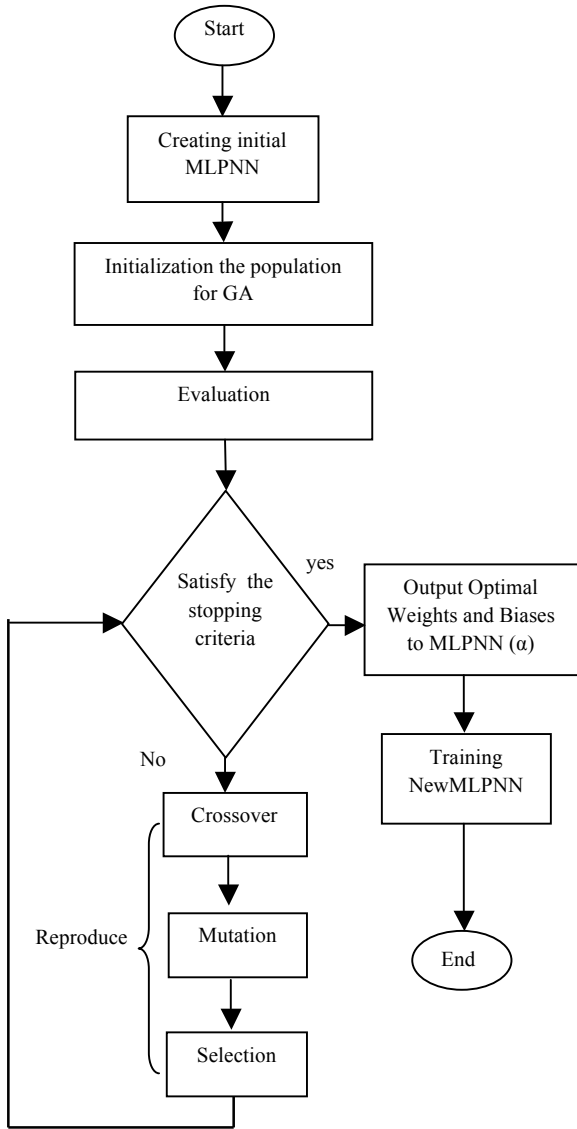 Start
Creating initial
MLPNN
Initialization the population
for GA
Evaluation
Satisfy the
stopping
criteria
yes
Output Optimal
Weights and Biases
to MLPNN (α)
Training
NewMLPNN
End
No
Crossover
Reproduce
Mutation
Selection